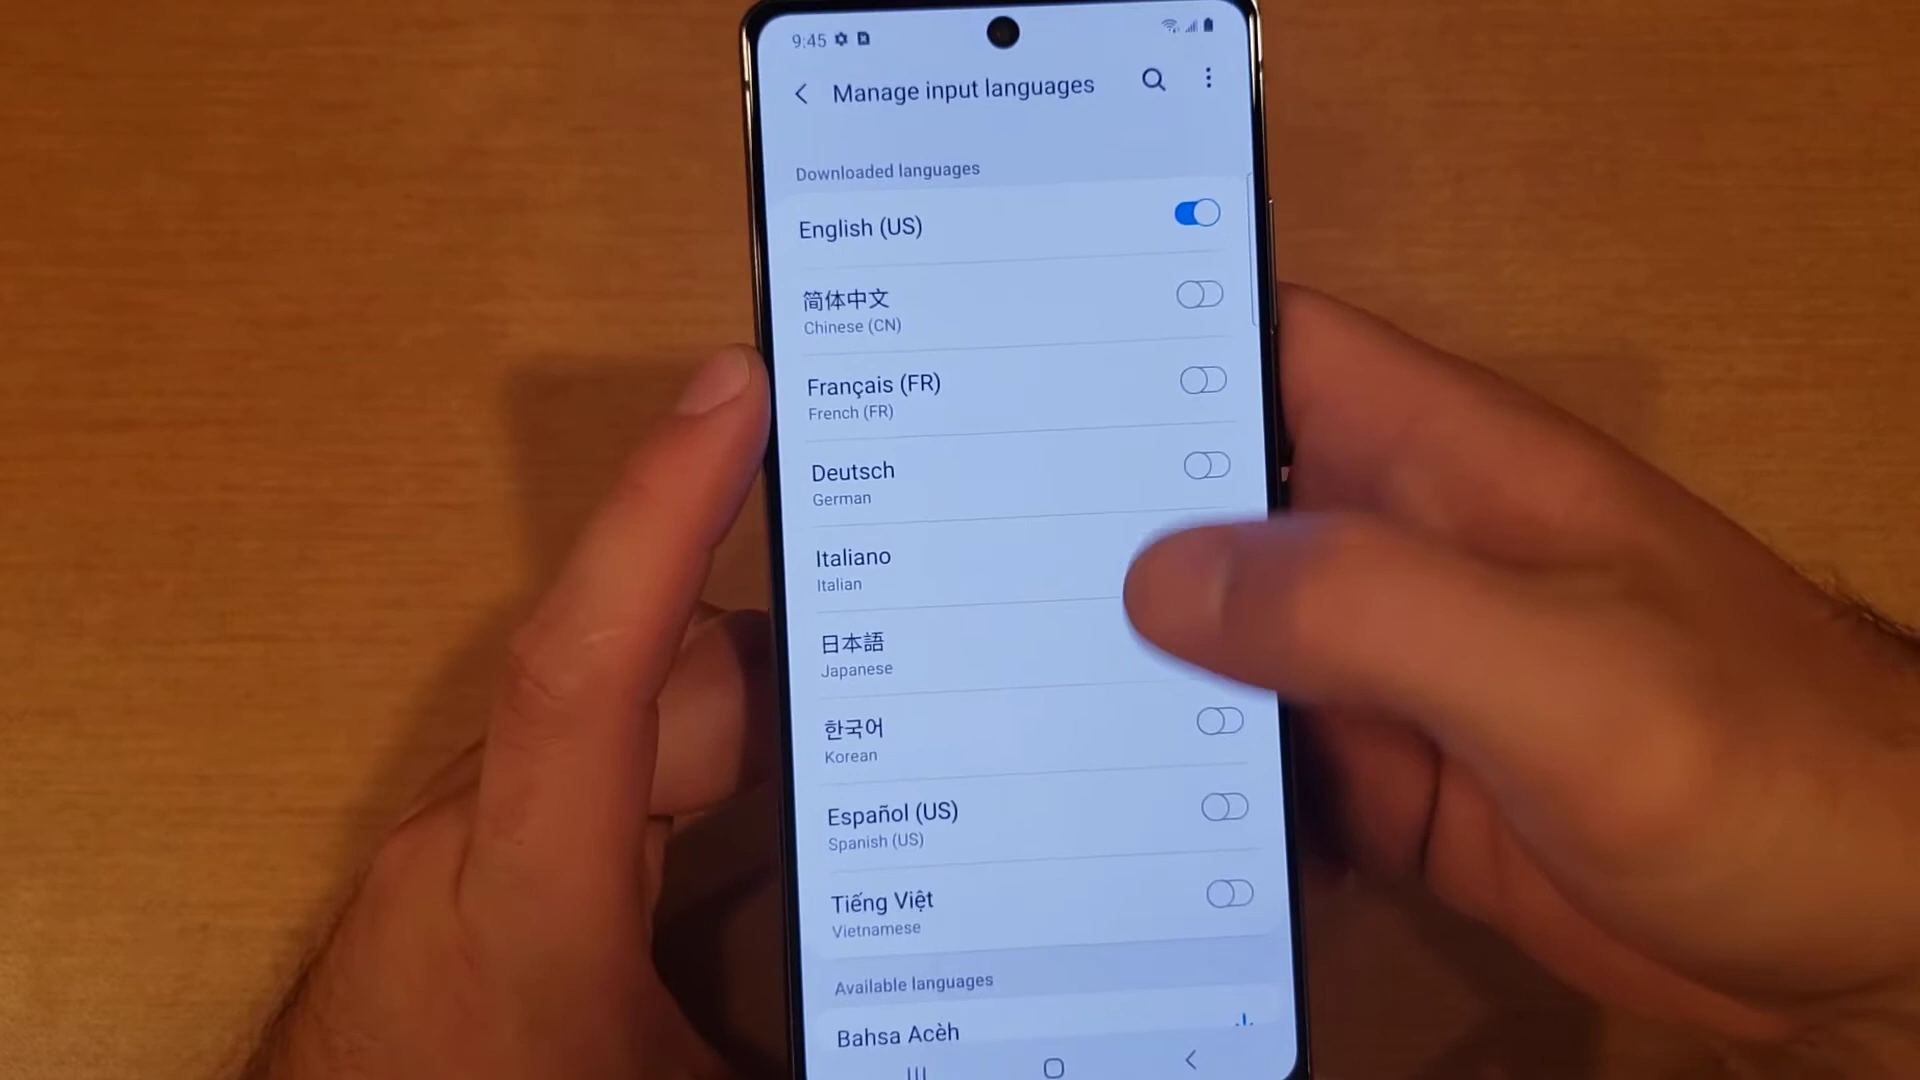 9:45
Manage input languages
Downloaded languages
English (US)
简体中文
Chinese (CN)
Français (FR)
French (FR)
Deutsch
German
Italiano
Italian
日本語
Japanese
한국어
Korean
Español (US)
Spanish (US)
Tiếng Việt
Vietnamese
Available languages
Bahsa Acèh